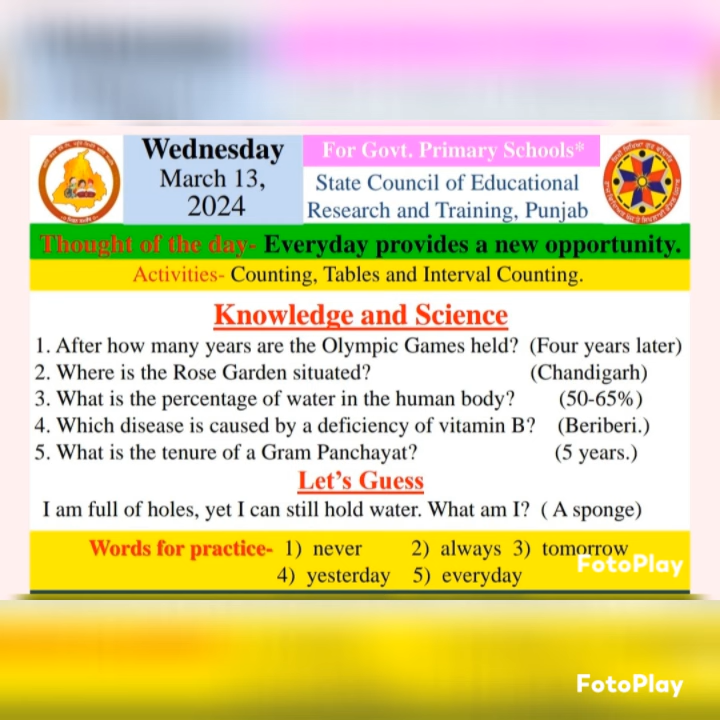 Wednesday
March 13,
2024
For Govt. Primary Schools*
State Council of Educational
Research and Training, Punjab
Thought of the day- Everyday provides a new opportunity.
Activities- Counting, Tables and Interval Counting.
Knowledge and Science
1. After how many years are the Olympic Games held? (Four years later)
2. Where is the Rose Garden situated? (Chandigarh)
3. What is the percentage of water in the human body? (50-65%)
4. Which disease is caused by a deficiency of vitamin B? (Beriberi.)
5. What is the tenure of a Gram Panchayat? (5 years.)
Let's Guess
I am full of holes, yet I can still hold water. What am I? ( A sponge)
Words for practice- 1) never 2) always 3) tomorrow
4) yesterday 5) everyday
FotoPlay
FotoPlay